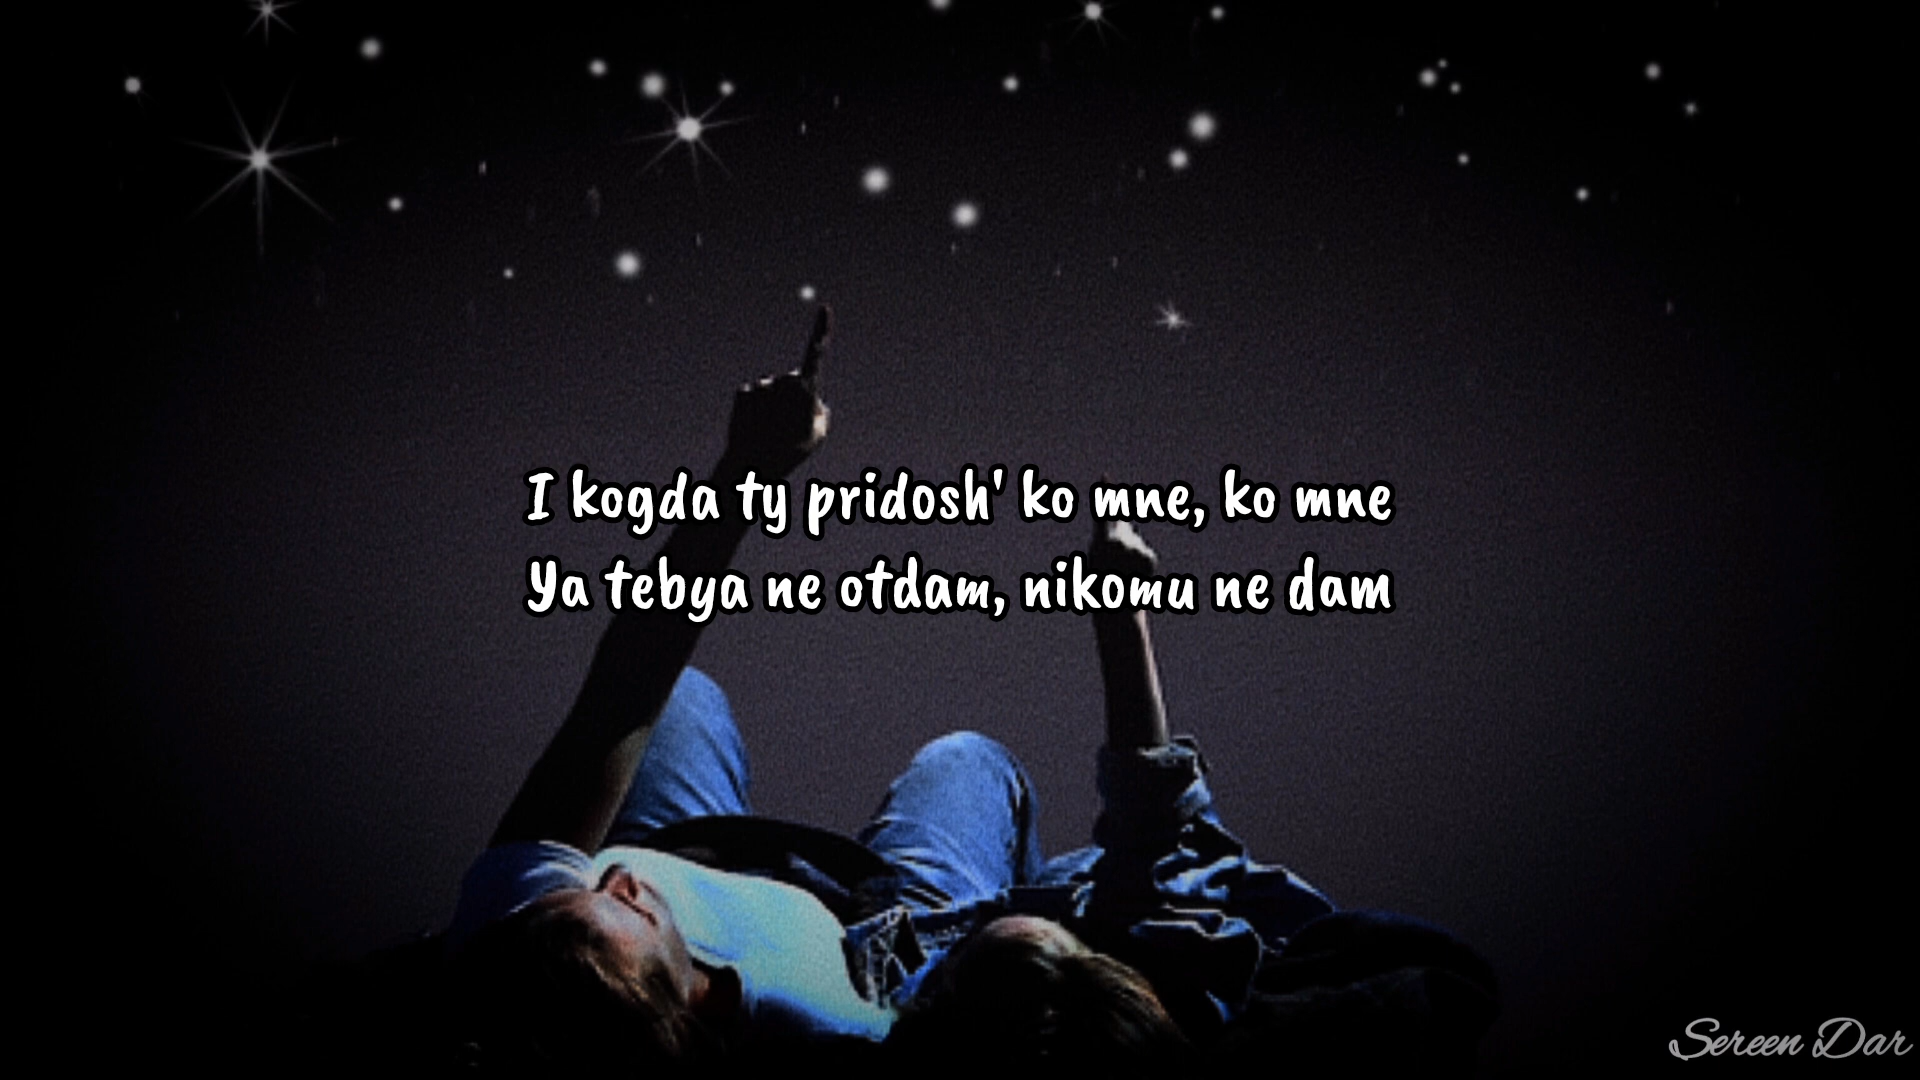 I kogda ty pridosh' ko mne, ko mne
Ya tebya ne otdam, nikomu ne dam
Sereen Dar